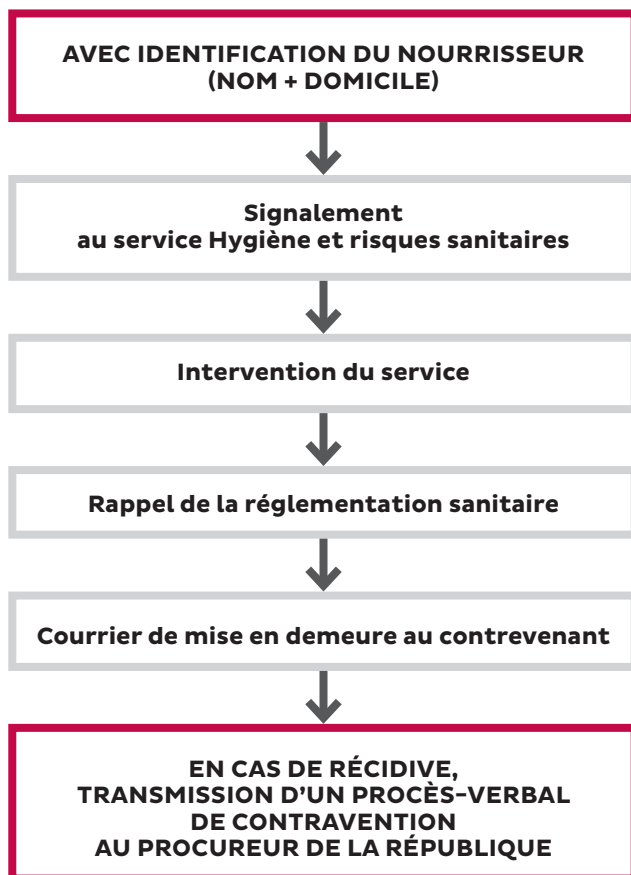 AVEC IDENTIFICATION DU NOURRISSEUR
(NOM + DOMICILE)
Signalement
au service Hygiène et risques sanitaires
Intervention du service
Rappel de la réglementation sanitaire
Courrier de mise en demeure au contrevenant
EN CAS DE RÉCIDIVE,
TRANSMISSION D’UN PROCÈS-VERBAL
DE CONTRAVENTION
AU PROCUREUR DE LA RÉPUBLIQUE